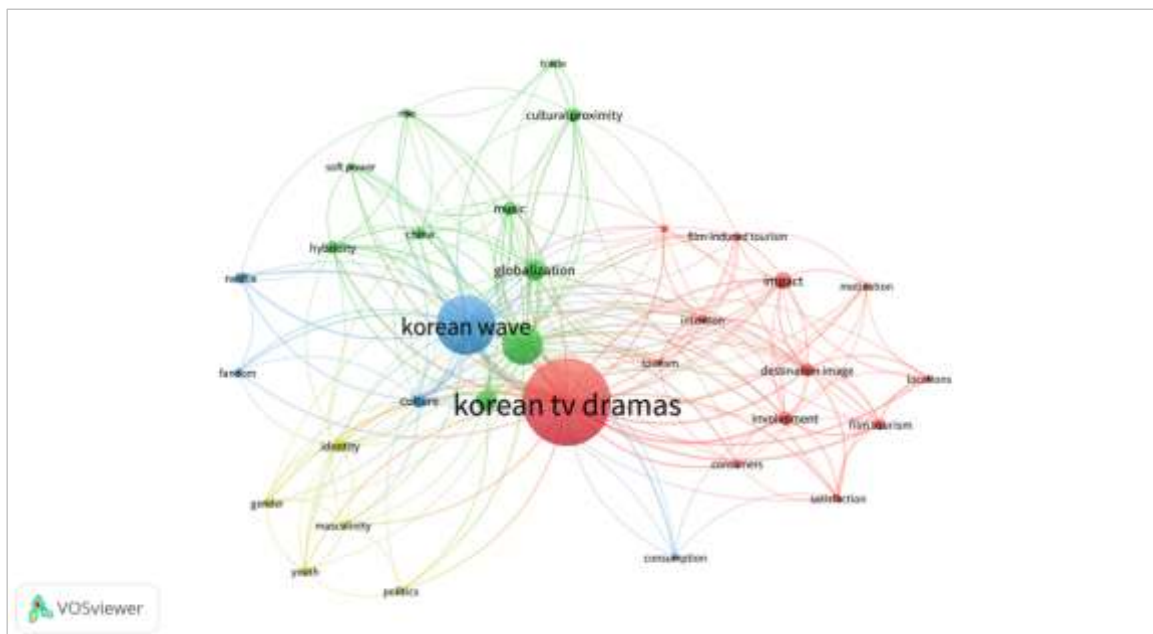 trade
cultural proximity
soft power
music
china
hybridity
film induced tourism
globalization
impact
media
motivation
intention
korean wave
tourism
destination image
fandom
locations
culture
korean tv dramas
involvement
film tourism
identity
consumers
satisfaction
gender
masculinity
consumption
youth
politics
VOSviewer